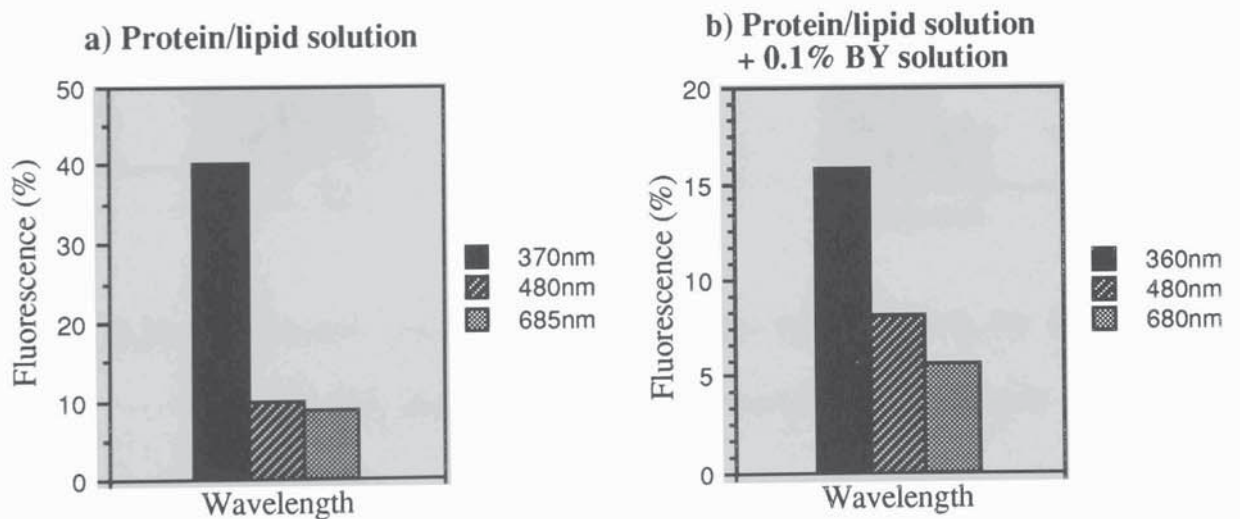 a) Protein/lipid solution
50
40
30
20
10
0
Fluorescence (%)
Wavelength
370nm
480nm
685nm
b) Protein/lipid solution
+ 0.1% BY solution
20
15
10
5
0
Fluorescence (%)
Wavelength
360nm
480nm
680nm